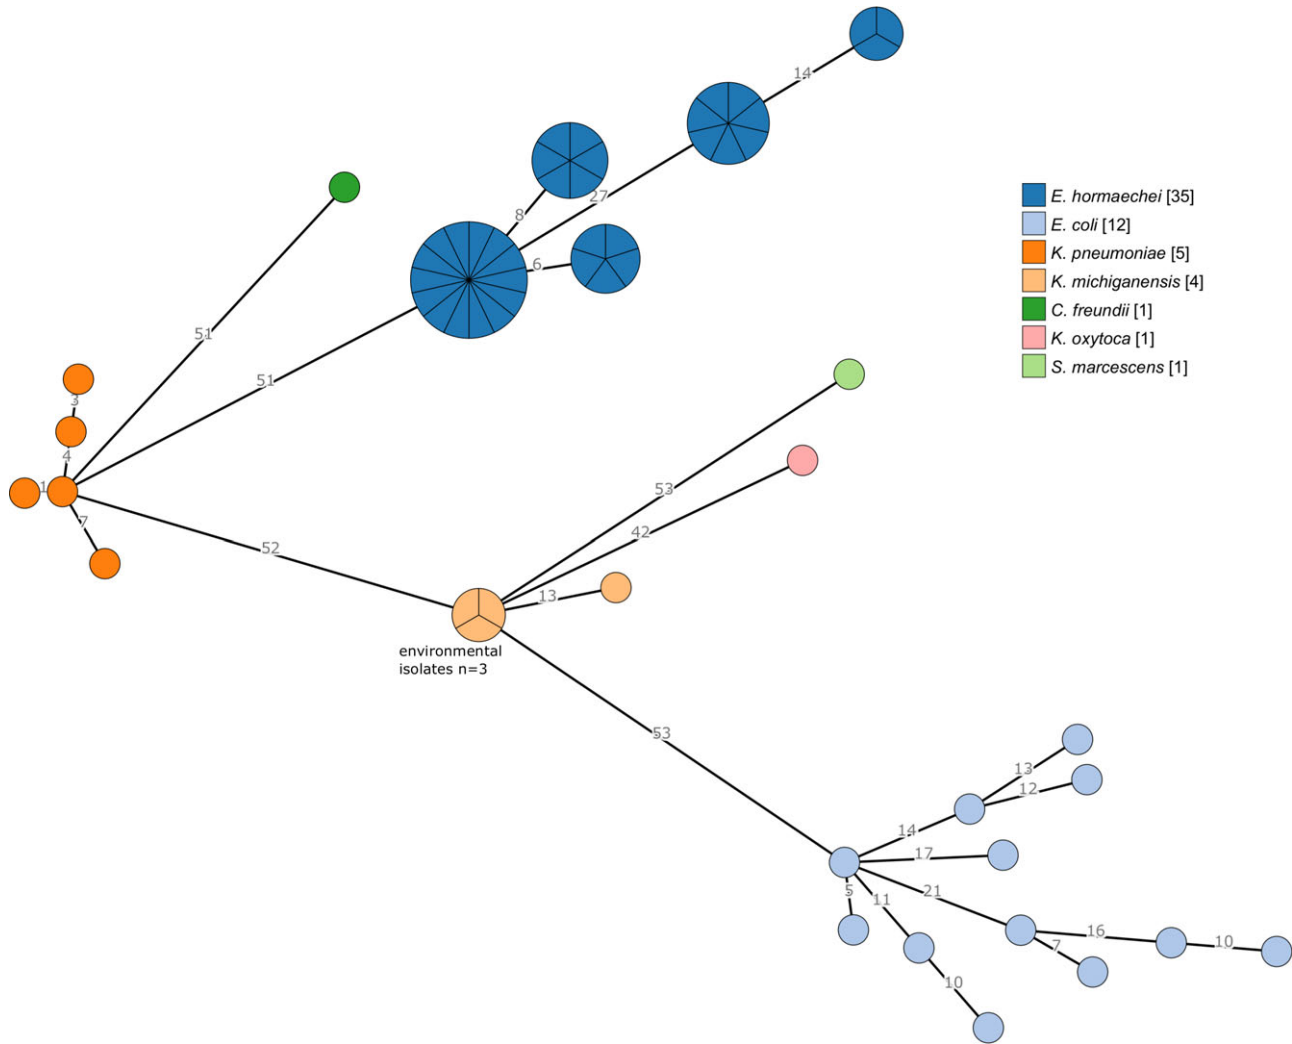 14
27
8
6
51
51
E. hormaechei [35]
E. coli [12]
K. pneumoniae [5]
K. michiganensis [4]
C. freundii [1]
K. oxytoca [1]
S. marcescens [1]
3
4
1
7
52
53
42
13
environmental
isolates n=3
53
13
12
14
17
5
11
21
16
10
7
10